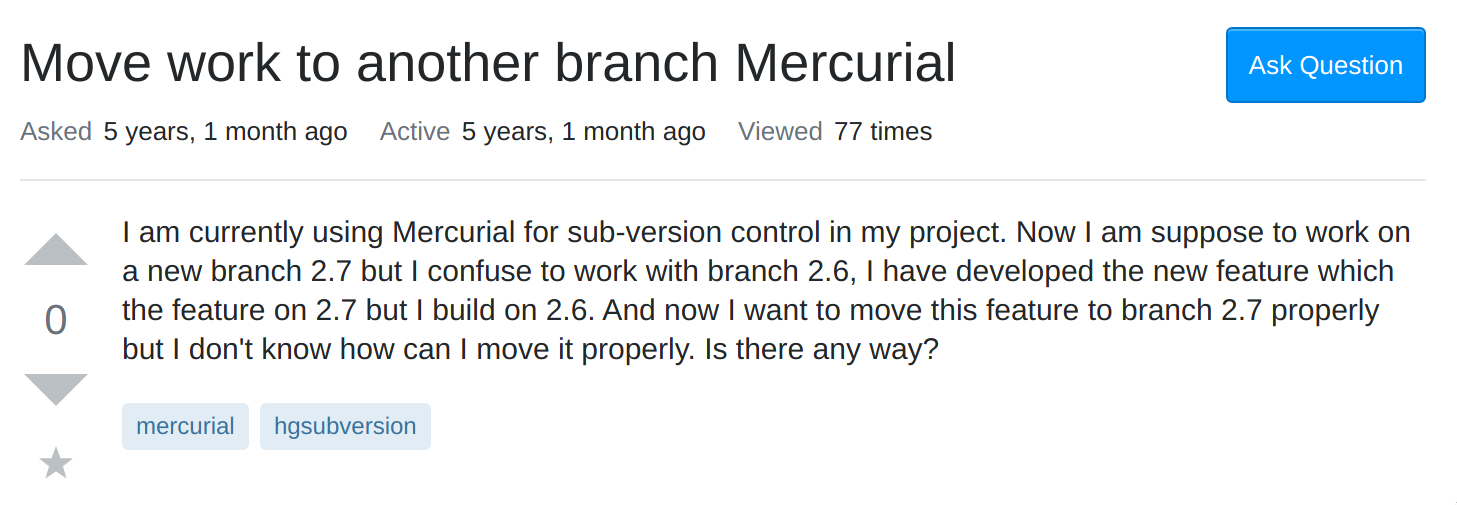 Move work to another branch Mercurial
Ask Question
Asked 5 years, 1 month ago Active 5 years, 1 month ago Viewed 77 times
I am currently using Mercurial for sub-version control in my project. Now I am suppose to work on
a new branch 2.7 but I confuse to work with branch 2.6, I have developed the new feature which
the feature on 2.7 but I build on 2.6. And now I want to move this feature to branch 2.7 properly
but I don't know how can I move it properly. Is there any way?
0
mercurial hgsubversion